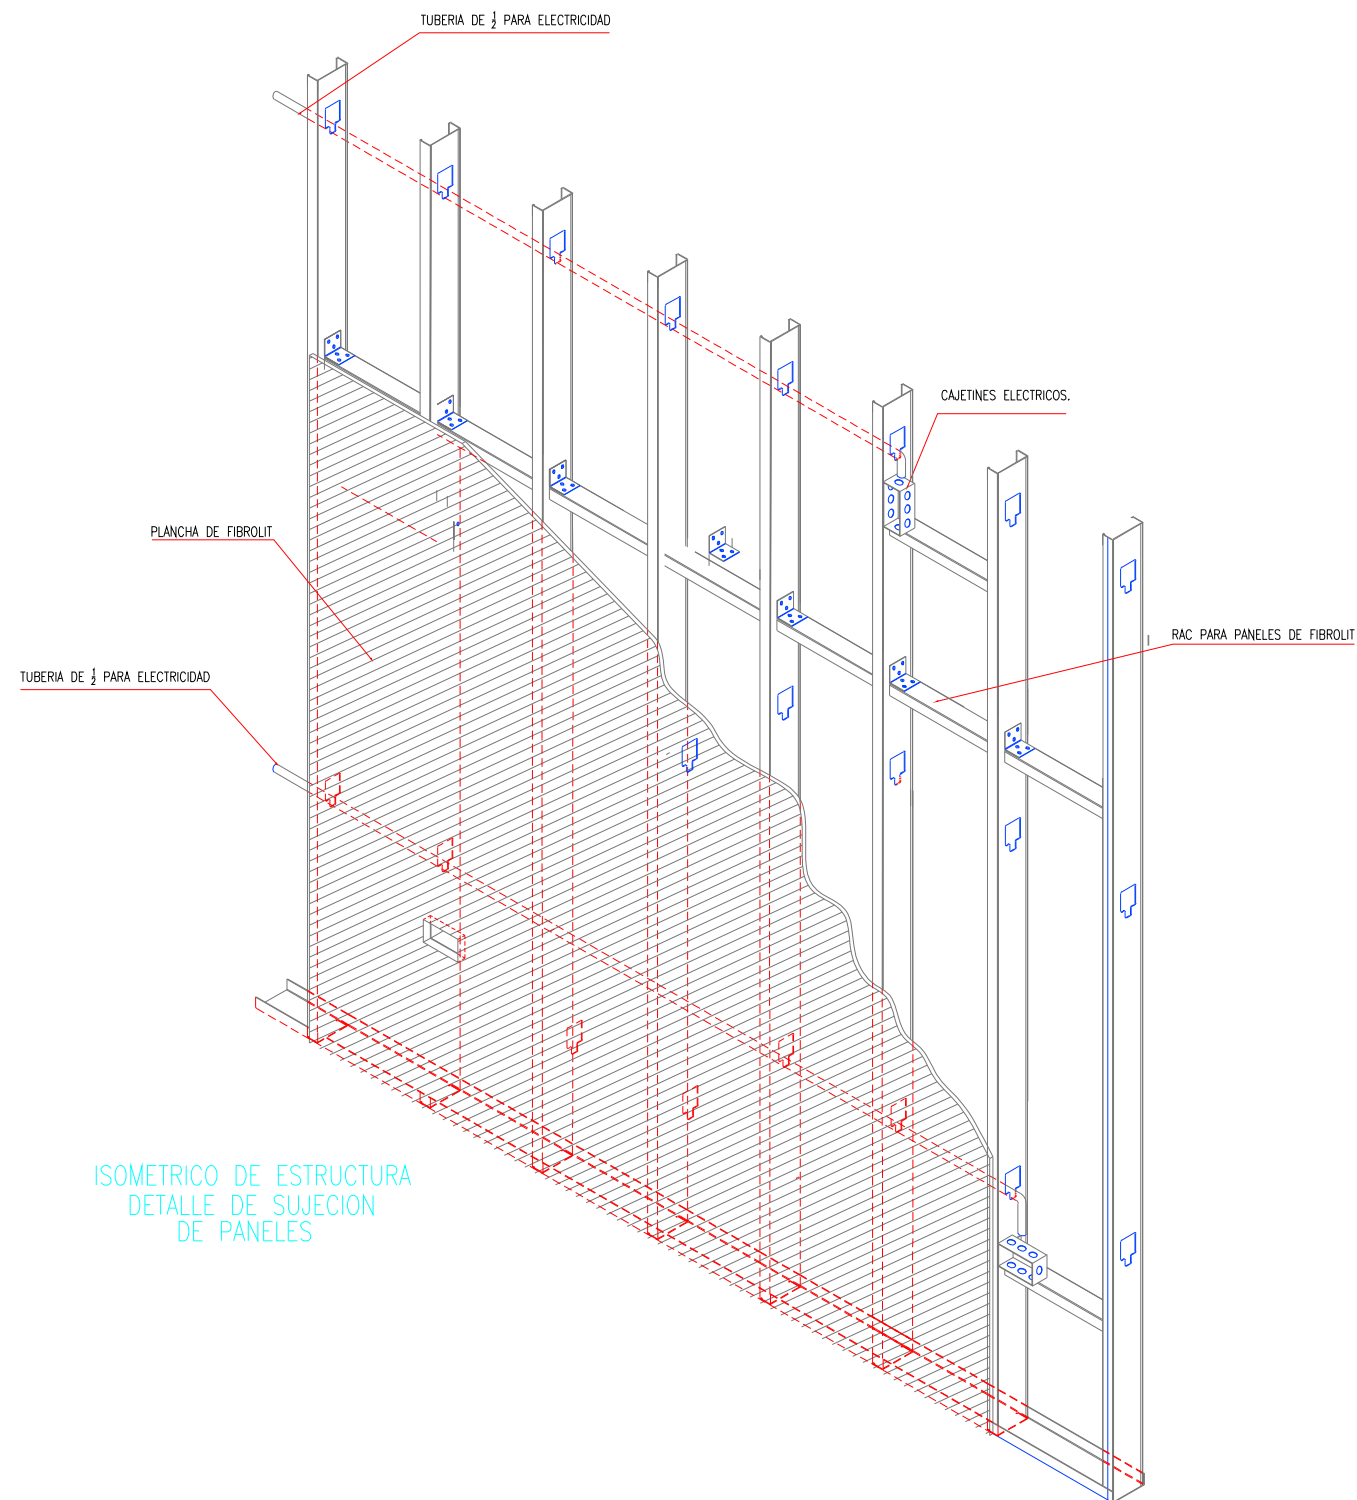 TUBERIA DE ½ PARA ELECTRICIDAD
CAJETINES ELECTRICOS.
PLANCHA DE FIBROLIT
RAC PARA PANELES DE FIBROLIT
TUBERIA DE ½ PARA ELECTRICIDAD
ISOMETRICO DE ESTRUCTURA
DETALLE DE SUJECION
DE PANELES